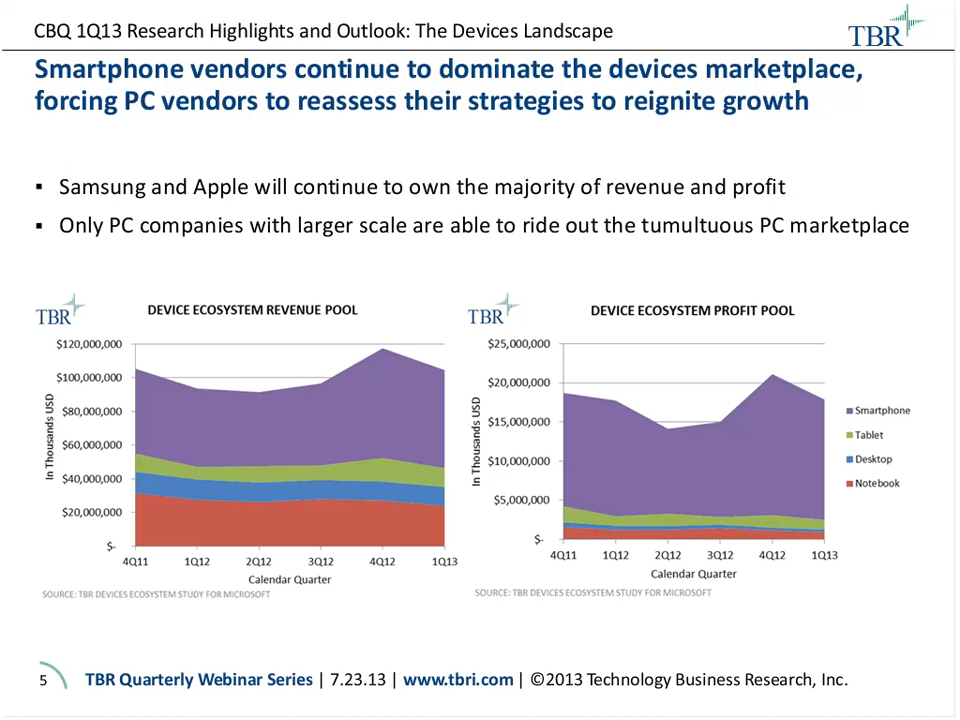 CBQ 1Q13 Research Highlights and Outlook: The Devices Landscape
TBR
Smartphone vendors continue to dominate the devices marketplace,
forcing PC vendors to reassess their strategies to reignite growth
▪ Samsung and Apple will continue to own the majority of revenue and profit
▪ Only PC companies with larger scale are able to ride out the tumultuous PC marketplace
TBR
DEVICE ECOSYSTEM REVENUE POOL
In Thousands USD
$120,000,000
$100,000,000
$80,000,000
$60,000,000
$40,000,000
$20,000,000
$-
4Q11 1Q12 2Q12 3Q12 4Q12 1Q13
Calendar Quarter
SOURCE: TBR DEVICES ECOSYSTEM STUDY FOR MICROSOFT
TBR
DEVICE ECOSYSTEM PROFIT POOL
In Thousands USD
$25,000,000
$20,000,000
$15,000,000
$10,000,000
$5,000,000
$-
4Q11 1Q12 2Q12 3Q12 4Q12 1Q13
Calendar Quarter
SOURCE: TBR DEVICES ECOSYSTEM STUDY FOR MICROSOFT
Smartphone
Tablet
Desktop
Notebook
5 TBR Quarterly Webinar Series | 7.23.13 | www.tbri.com | ©2013 Technology Business Research, Inc.